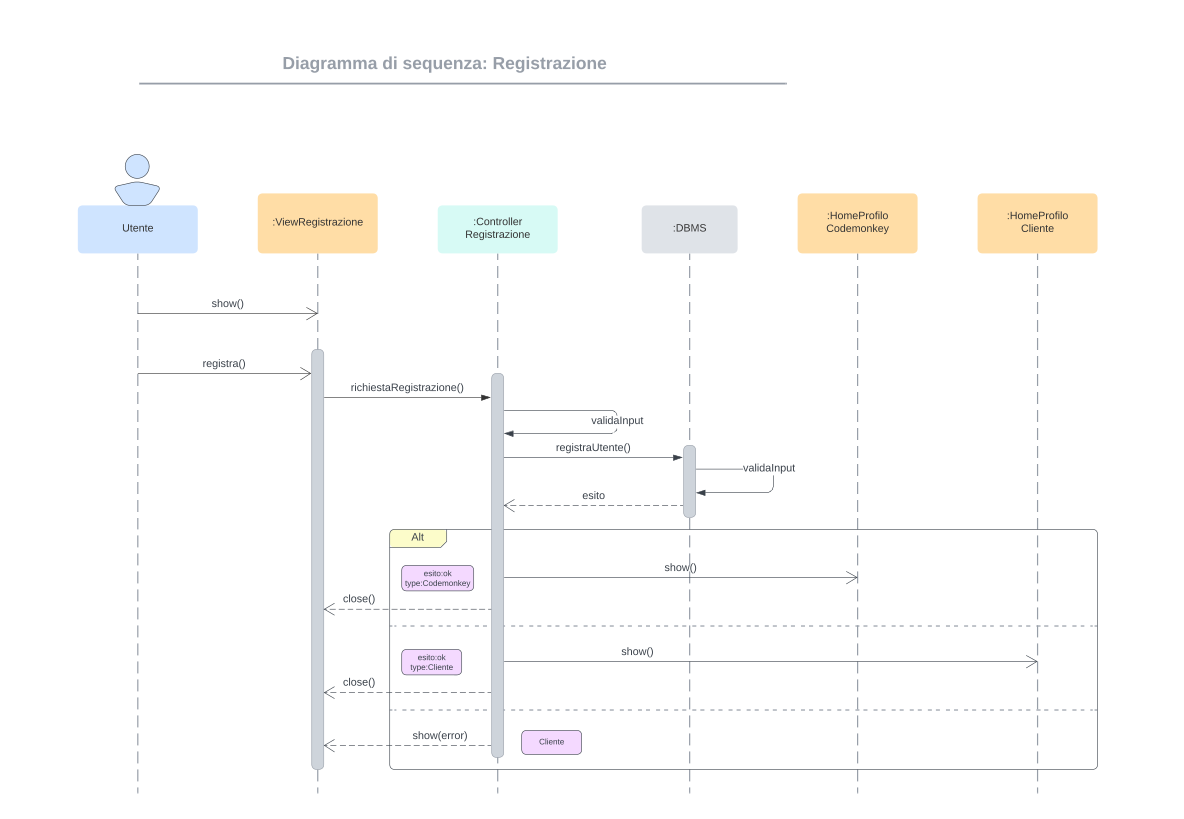 Diagramma di sequenza: Registrazione
Utente
:ViewRegistrazione
:Controller
Registrazione
:DBMS
:HomeProfilo
Codemonkey
:HomeProfilo
Cliente
show()
registra()
richiestaRegistrazione()
validaInput
registraUtente()
validaInput
esito
Alt
esito:ok
type:Codemonkey
show()
close()
esito:ok
type:Cliente
show()
close()
show(error)
Cliente